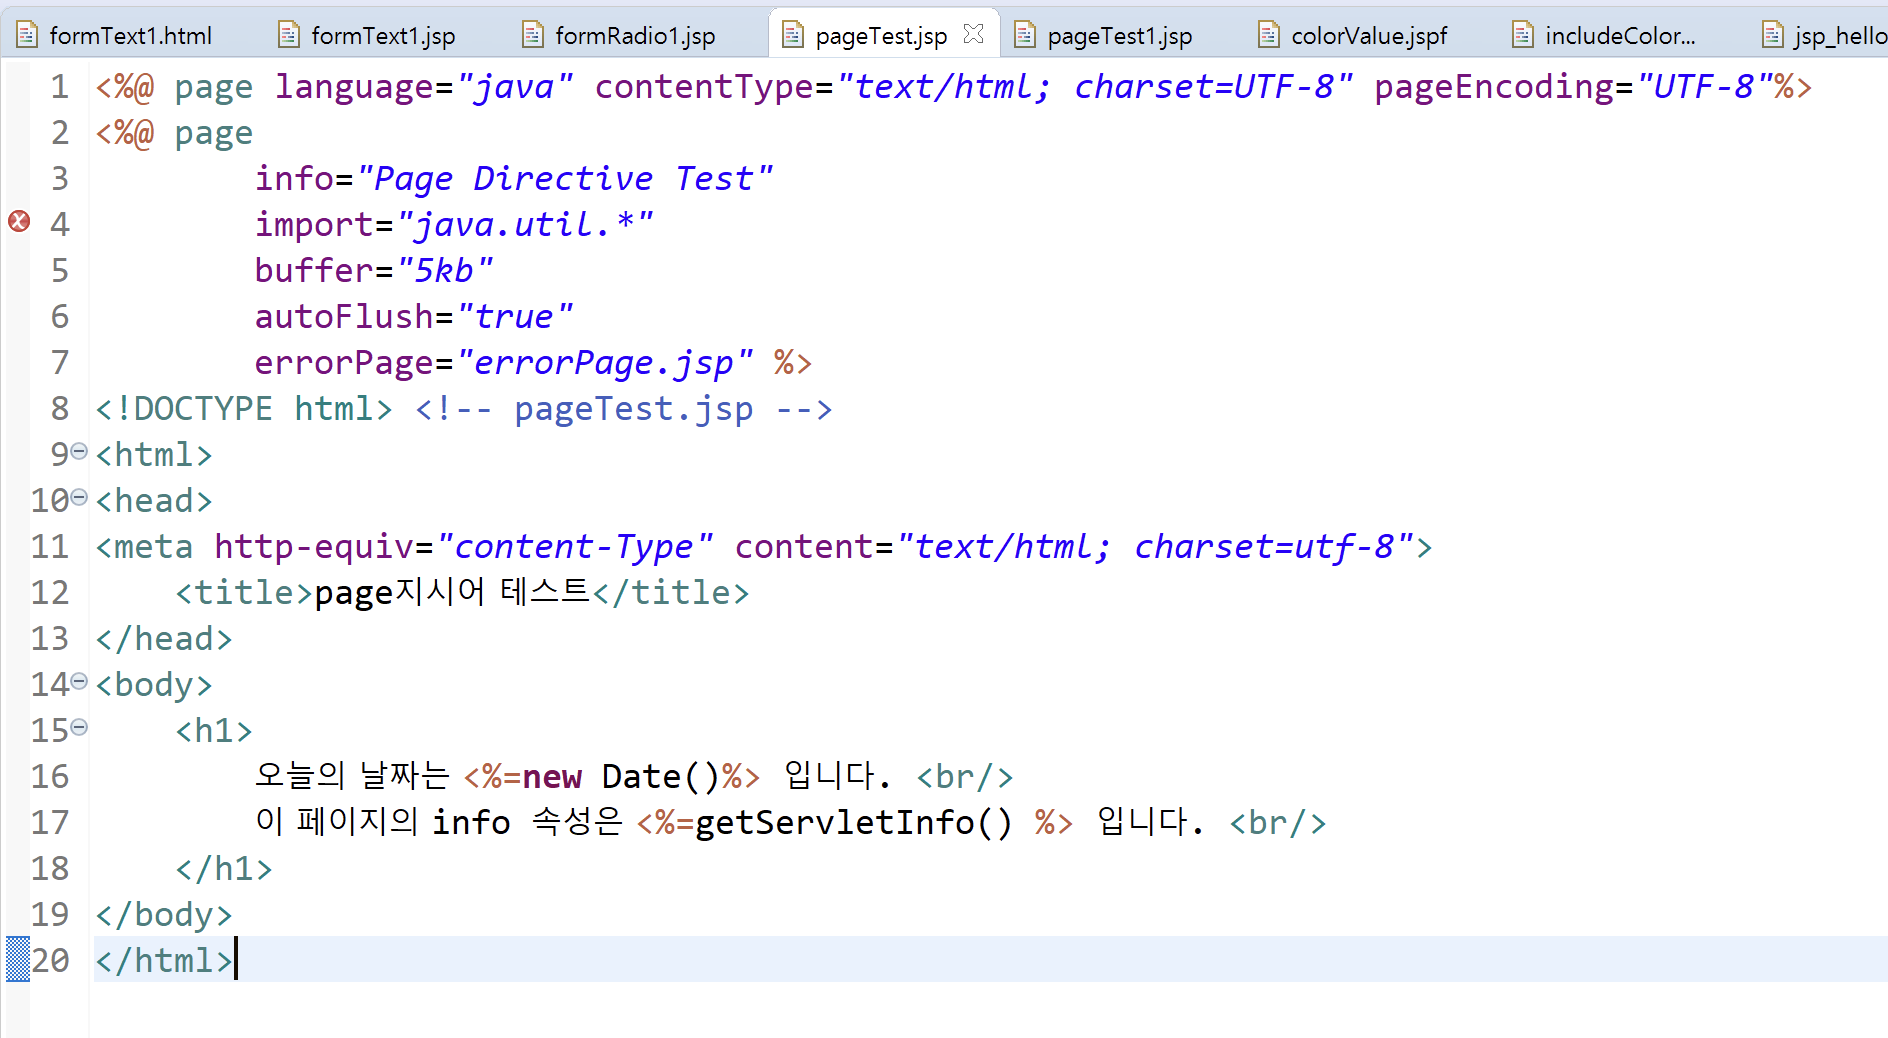 formText1.html formText1.jsp formRadio1.jsp pageTest.jsp pageTest1.jsp colorValue.jspf includeColor... jsp_hello
1 <%@ page language="java" contentType="text/html; charset=UTF-8" pageEncoding="UTF-8"%>
2 <%@ page
3 info="Page Directive Test"
4 import="java.util.*"
5 buffer="5kb"
6 autoFlush="true"
7 errorPage="errorPage.jsp" %>
8 <!DOCTYPE html> <!-- pageTest.jsp -->
9 <html>
10 <head>
11 <meta http-equiv="content-Type" content="text/html; charset=utf-8">
12 <title>page지시어 테스트</title>
13 </head>
14 <body>
15 <h1>
16 오늘의 날짜는 <%=new Date()%> 입니다. <br/>
17 이 페이지의 info 속성은 <%=getServletInfo() %> 입니다. <br/>
18 </h1>
19 </body>
20 </html>